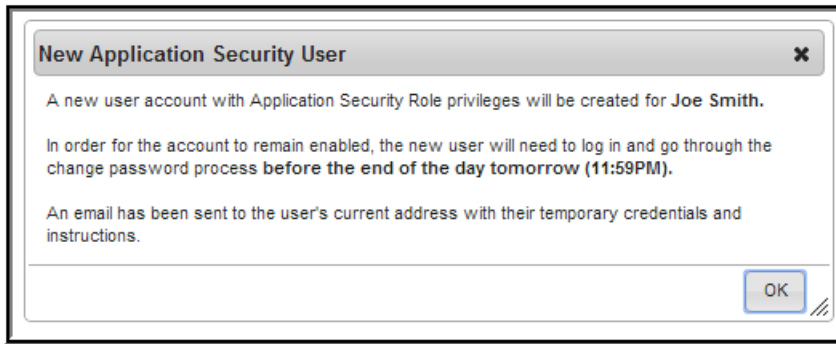 New Application Security User
A new user account with Application Security Role privileges will be created for Joe Smith.
In order for the account to remain enabled, the new user will need to log in and go through the
change password process before the end of the day tomorrow (11:59PM).
An email has been sent to the user's current address with their temporary credentials and
instructions.
OK